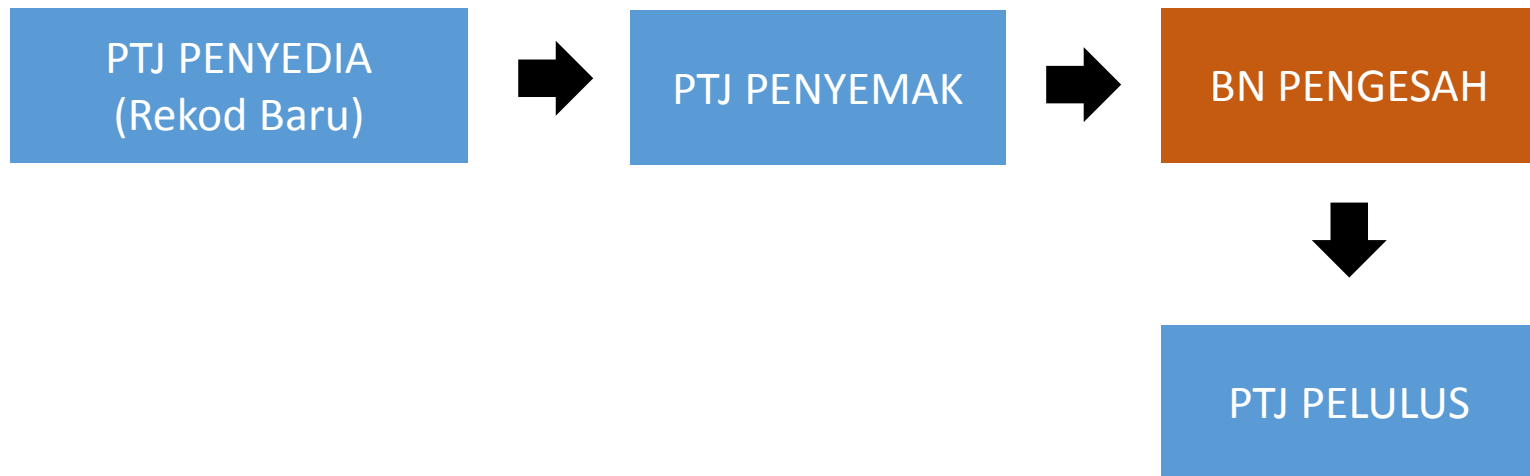 PTJ PENYEDIA
(Rekod Baru)
PTJ PENYEMAK
BN PENGESAH
PTJ PELULUS